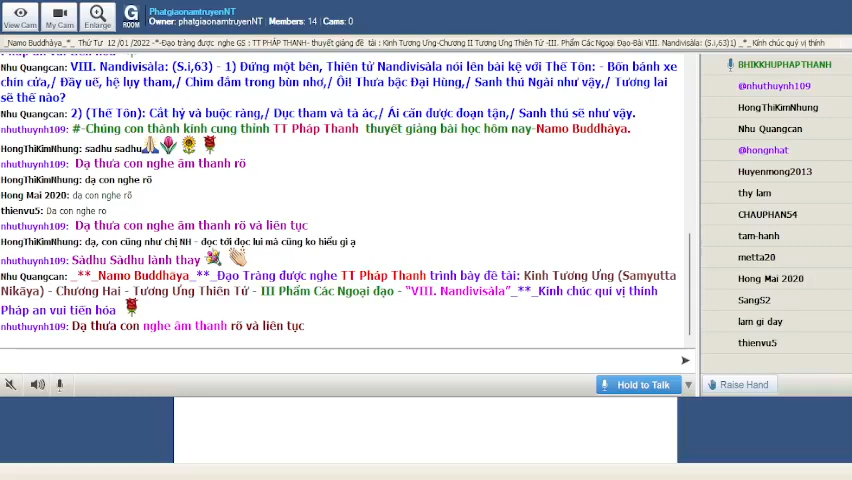 PhatgiaonamtruyenNT
Owner: phatgiaonamtruyenNT Members: 14 | Cams: 0
View Cam My Cam Enlarge G ROOM
_Namo Buddhàya_*_ Thứ Tư 12 /01 /2022 -*-Đạo tràng được nghe GS : TT PHÁP THANH- thuyết giảng đề tài : Kinh Tương Ưng-Chương II Tương Ưng Thiên Tử -III. Phẩm Các Ngoại Đạo-Bài VIII. Nandivisàla: (S.i,63) _*_ Kính chúc quý vị thính
Nhu Quangcan: VIII. Nandivisàla: (S.i,63) - 1) Đứng một bên, Thiên tử Nandivisàla nói lên bài kệ với Thế Tôn: - Bốn bánh xe
chín cửa,/ Đầy uế, hệ lụy tham,/ Chìm đắm trong bùn nhơ,/ Ôi! Thưa bậc Đại Hùng,/ Sanh thú Ngài như vậy,/ Tương lai
sẽ thế nào?
Nhu Quangcan: 2) (Thế Tôn): Cắt hỷ và buộc ràng,/ Dục tham và tà ác,/ Ái căn được đoạn tận,/ Sanh thú sẽ như vậy.
nhuthuynh109: #-Chúng con thành kính cung thỉnh TT Pháp Thanh thuyết giảng bài học hôm nay-Namo Buddhàya.
HongThiKimNhung: sadhu sadhu
nhuthuynh109: Dạ thưa con nghe âm thanh rõ
HongThiKimNhung: dạ con nghe rõ
Hong Mai 2020: dạ con nghe rõ
thienvu5: Da con nghe ro
nhuthuynh109: Dạ thưa con nghe âm thanh rõ và liên tục
HongThiKimNhung: dạ, con cũng như chị NH - đọc tới đọc lui mà cũng ko hiểu gì ạ
nhuthuynh109: Sàdhu Sàdhu lành thay
Nhu Quangcan: _**_Namo Buddhàya_**_Đạo Tràng được nghe TT Pháp Thanh trình bày đề tài: Kinh Tương Ưng (Samyutta
Nikàya) - Chương Hai - Tương Ưng Thiên Tử - III Phẩm Các Ngoại đạo - “VIII. Nandivisàla”_**_Kính chúc qui vị thính
Pháp an vui tiến hóa
nhuthuynh109: Dạ thưa con nghe âm thanh rõ và liên tục
Hold to Talk
Raise Hand
BHIKKHUPHAPTHANH
@nhuthuynh109
HongThiKimNhung
Nhu Quangcan
@hongnhat
Huyenmong2013
thy lam
CHAUPHAN54
tam-hanh
metta20
Hong Mai 2020
SangS2
lam gi day
thienvu5